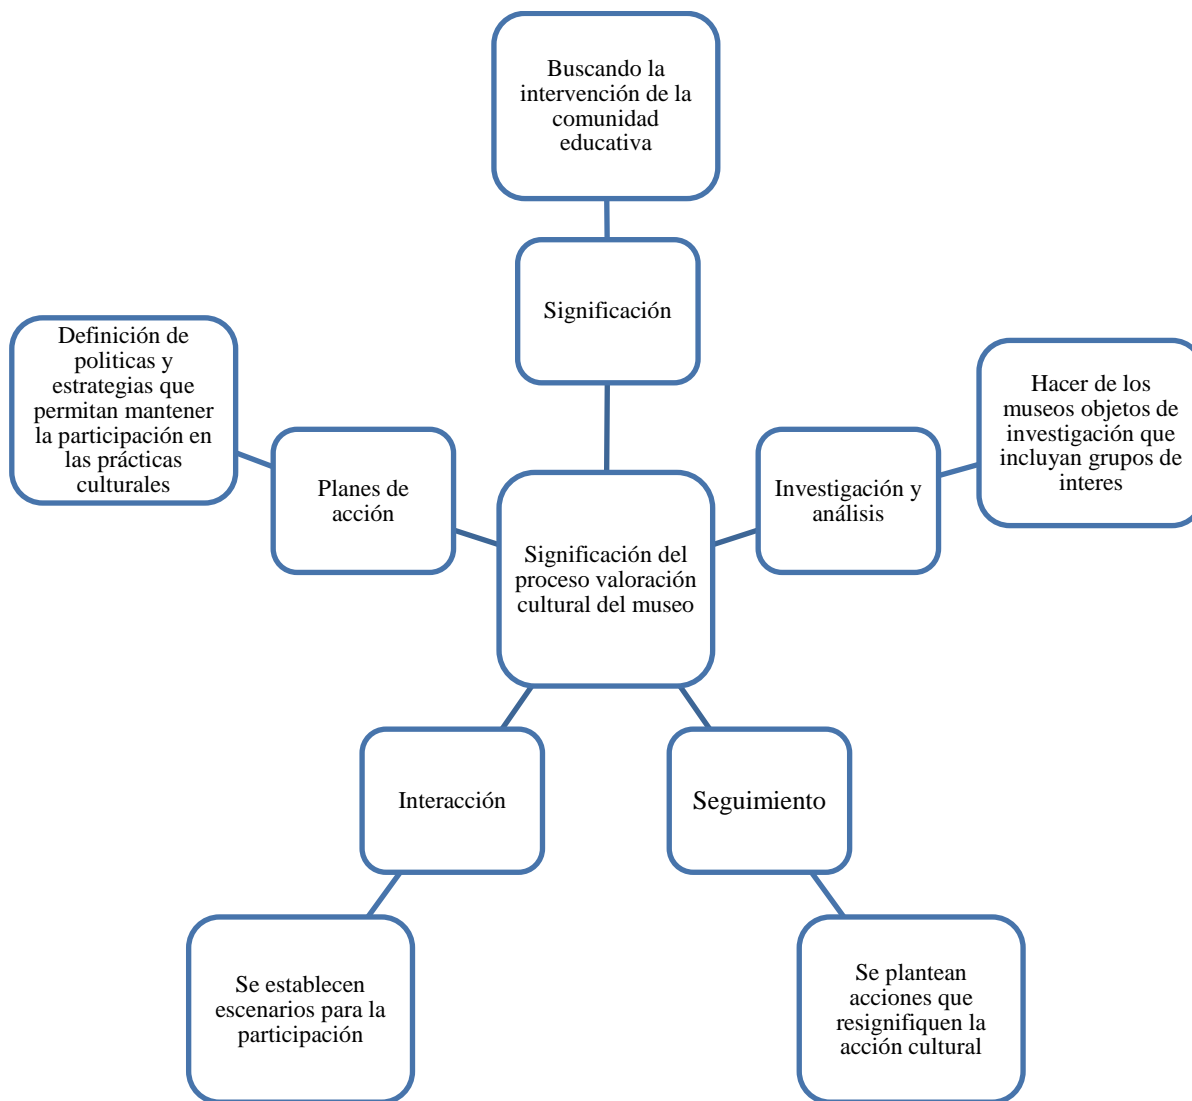 Buscando la
intervención de la
comunidad
educativa
Significación
Definición de
politicas y
estrategias que
permitan mantener
la participación en
las prácticas
culturales
Planes de
acción
Hacer de los
museos objetos de
investigación que
incluyan grupos de
interes
Investigación y
análisis
Significación del
proceso valoración
cultural del museo
Interacción
Seguimiento
Se establecen
escenarios para la
participación
Se plantean
acciones que
resignifiquen la
acción cultural